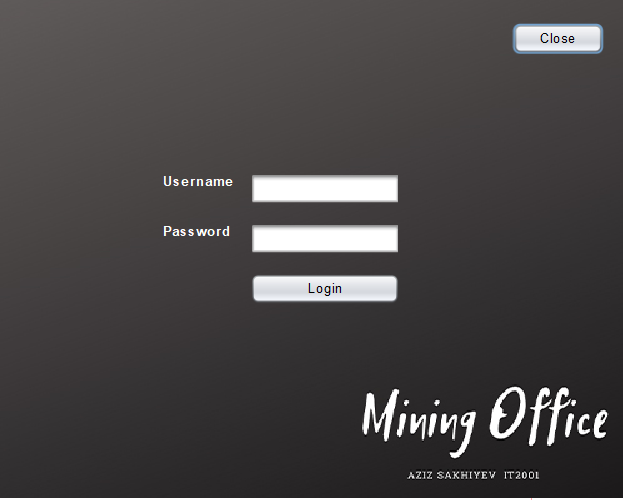 Close
Username
Password
Login
Mining Office
AZIZ SAKHIYEV IT2001